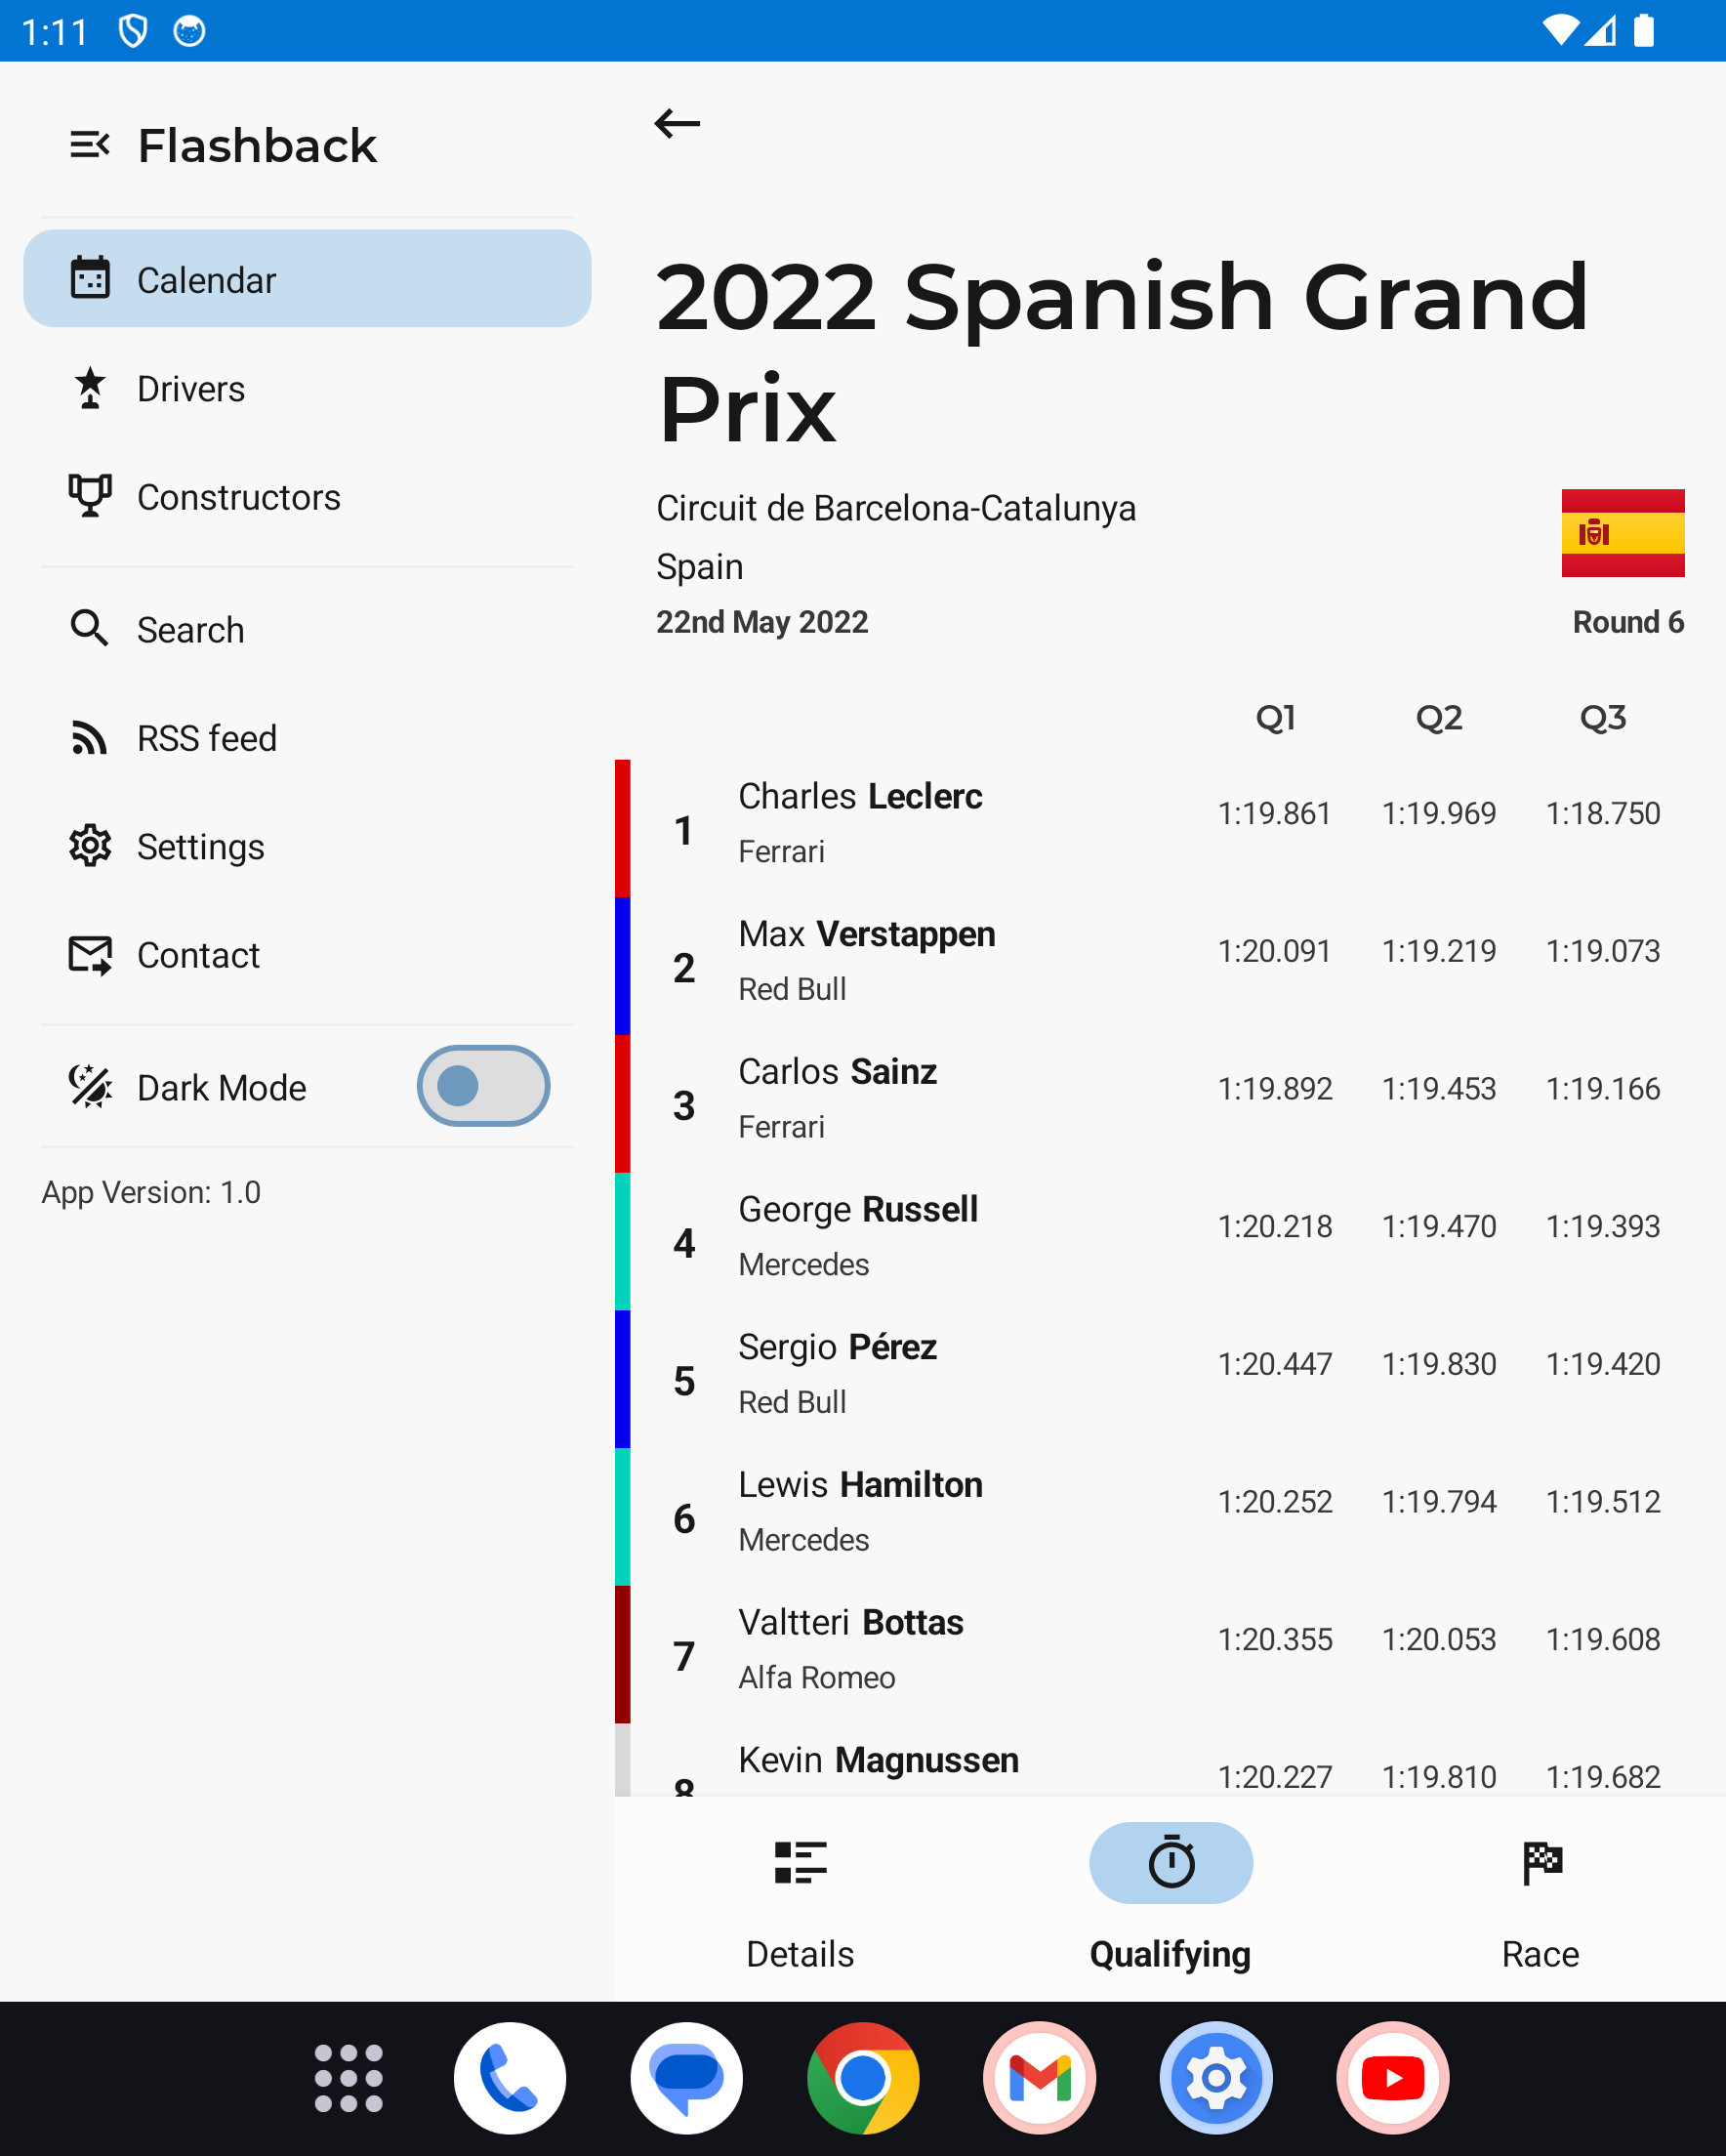 1:11
Flashback
Calendar
Drivers
Constructors
Search
RSS feed
Settings
Contact
Dark Mode
App Version: 1.0
2022 Spanish Grand
Prix
Circuit de Barcelona-Catalunya
Spain
22nd May 2022 Round 6
Q1 Q2 Q3
1 Charles Leclerc 1:19.861 1:19.969 1:18.750
Ferrari
2 Max Verstappen 1:20.091 1:19.219 1:19.073
Red Bull
3 Carlos Sainz 1:19.892 1:19.453 1:19.166
Ferrari
4 George Russell 1:20.218 1:19.470 1:19.393
Mercedes
5 Sergio Pérez 1:20.447 1:19.830 1:19.420
Red Bull
6 Lewis Hamilton 1:20.252 1:19.794 1:19.512
Mercedes
7 Valtteri Bottas 1:20.355 1:20.053 1:19.608
Alfa Romeo
8 Kevin Magnussen 1:20.227 1:19.810 1:19.682
Details Qualifying Race